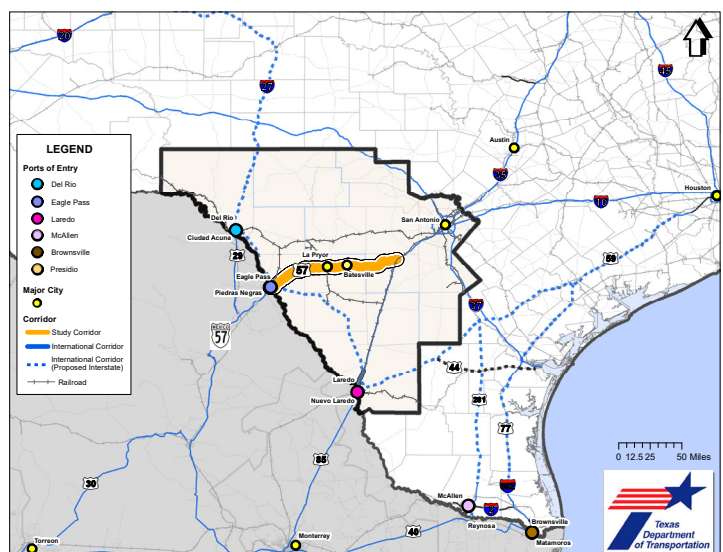 20
27
45
LEGEND
Ports of Entry
Del Rio
Eagle Pass
Laredo
McAllen
Brownsville
Presidio
Major City
Corridor
Study Corridor
International Corridor
International Corridor
(Proposed Interstate)
Railroad
Austin
35
Houston
10
San Antonio
Del Rio
Ciudad Acuna
29
La Pryor
57
Batesville
59
Eagle Pass
Piedras Negras
MEXICO
57
37
44
Laredo
Nuevo Laredo
281
77
85
30
0 12.5 25 50 Miles
McAllen
2
Reynosa
Brownsville
Matamoros
40
Monterrey
Torreon
Texas
Department
of Transportation